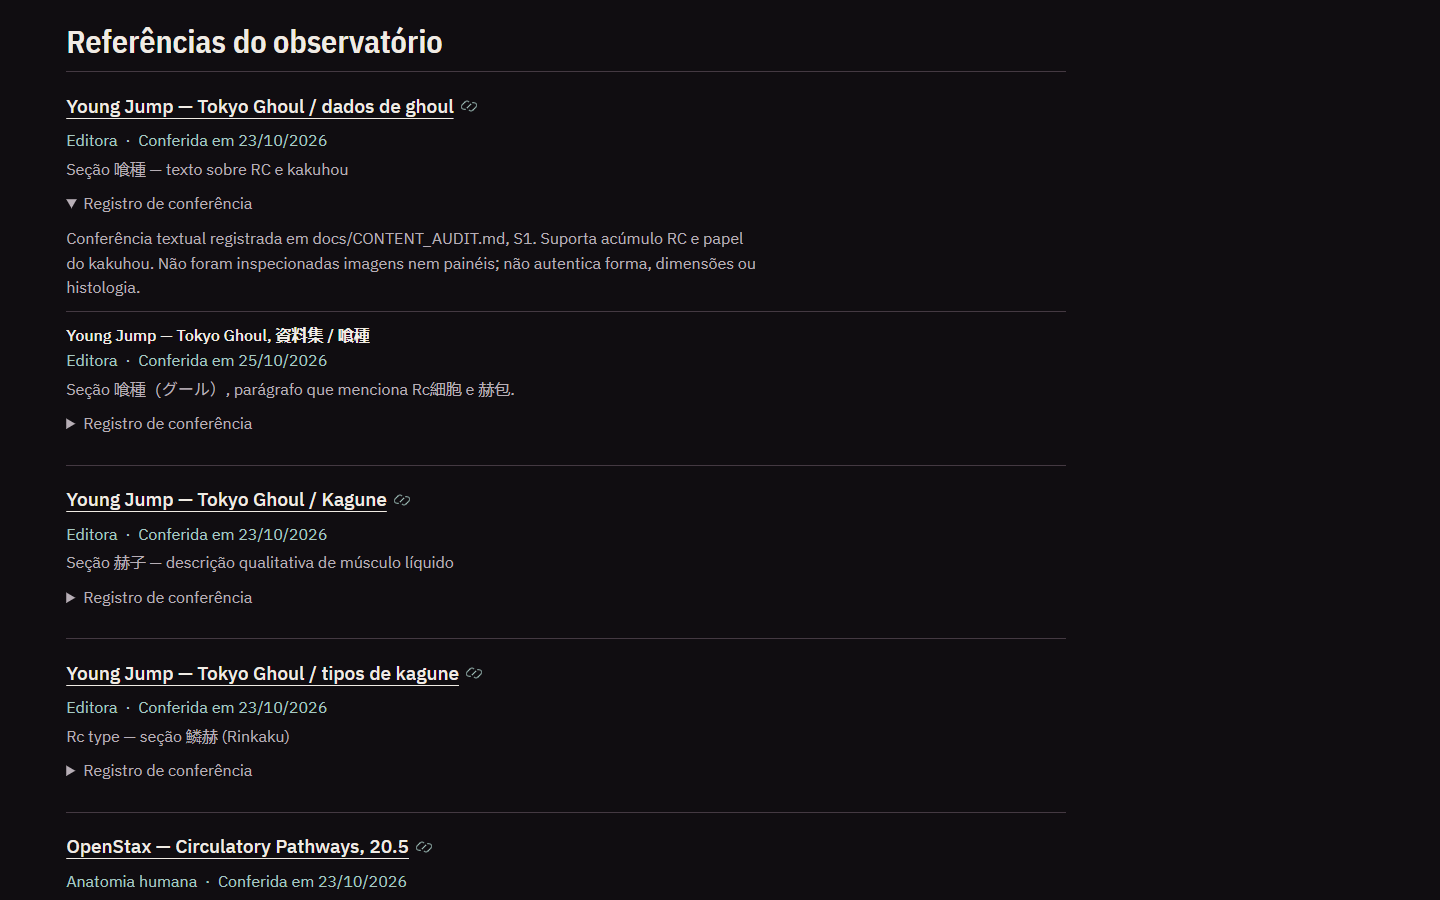 Referências do observatório
Young Jump — Tokyo Ghoul / dados de ghoul
Editora · Conferida em 23/10/2026
Seção 喰種 — texto sobre RC e kakuhou
▼ Registro de conferência
Conferência textual registrada em docs/CONTENT_AUDIT.md, S1. Suporta acúmulo RC e papel
do kakuhou. Não foram inspecionadas imagens nem painéis; não autentica forma, dimensões ou
histologia.
Young Jump — Tokyo Ghoul, 資料集 / 喰種
Editora · Conferida em 25/10/2026
Seção 喰種（グール）, parágrafo que menciona Rc細胞 e 赫包.
▶ Registro de conferência
Young Jump — Tokyo Ghoul / Kagune
Editora · Conferida em 23/10/2026
Seção 赫子 — descrição qualitativa de músculo líquido
▶ Registro de conferência
Young Jump — Tokyo Ghoul / tipos de kagune
Editora · Conferida em 23/10/2026
Rc type — seção 鱗赫 (Rinkaku)
▶ Registro de conferência
OpenStax — Circulatory Pathways, 20.5
Anatomia humana · Conferida em 23/10/2026